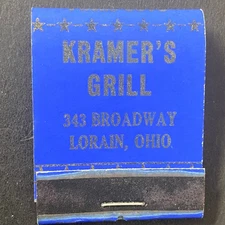 KRAMER'S
GRILL
343 BROADWAY
LORAIN, OHIO